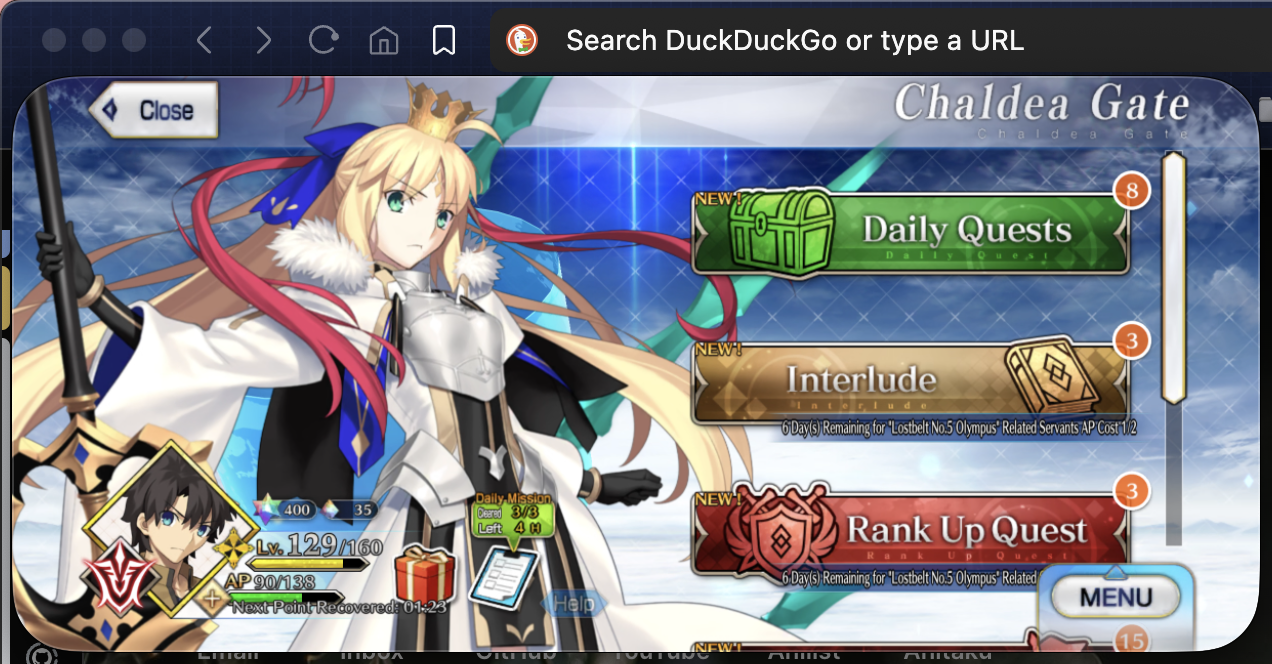 Search DuckDuckGo or type a URL
Close
Chaldea Gate
Chaldea Gate
NEW!
8
Daily Quests
Daily Quest
NEW!
3
Interlude
Interlude
6 Day(s) Remaining for "Lostbelt No.5 Olympus" Related Servants AP Cost 1/2
NEW!
3
Rank Up Quest
Rank Up Quest
6 Day(s) Remaining for "Lostbelt No.5 Olympus" Related
400
35
Daily Mission
Cleared 3/3
Left 4 H
Lv. 129/160
AP 90/138
Next Point Recovered: 01:23
Help
MENU
NEW!
15
Email Inbox GitHub YouTube Anilist Anitaku